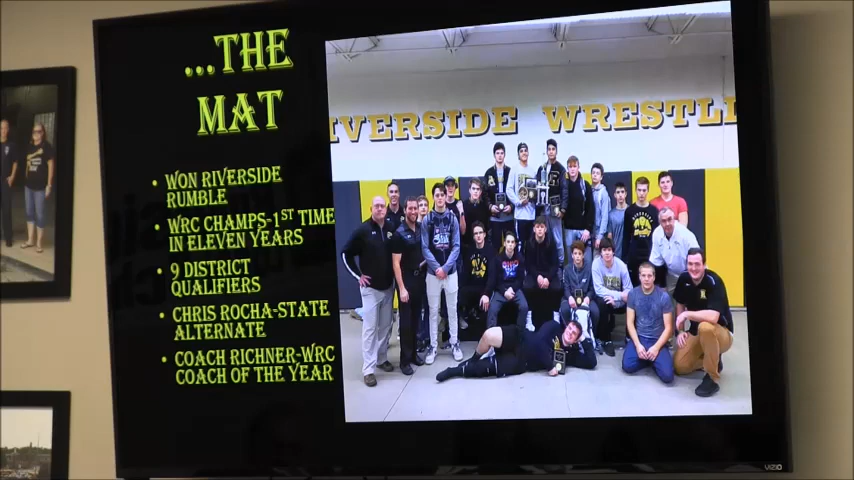 ...THE
MAT
• WON RIVERSIDE
RUMBLE
• WRC CHAMPS-1ST TIME
IN ELEVEN YEARS
• 9 DISTRICT
QUALIFIERS
• CHRIS ROCHA-STATE
ALTERNATE
• COACH RICHNER-WRC
COACH OF THE YEAR
IVERSIDE WRESTLI
VIZIO